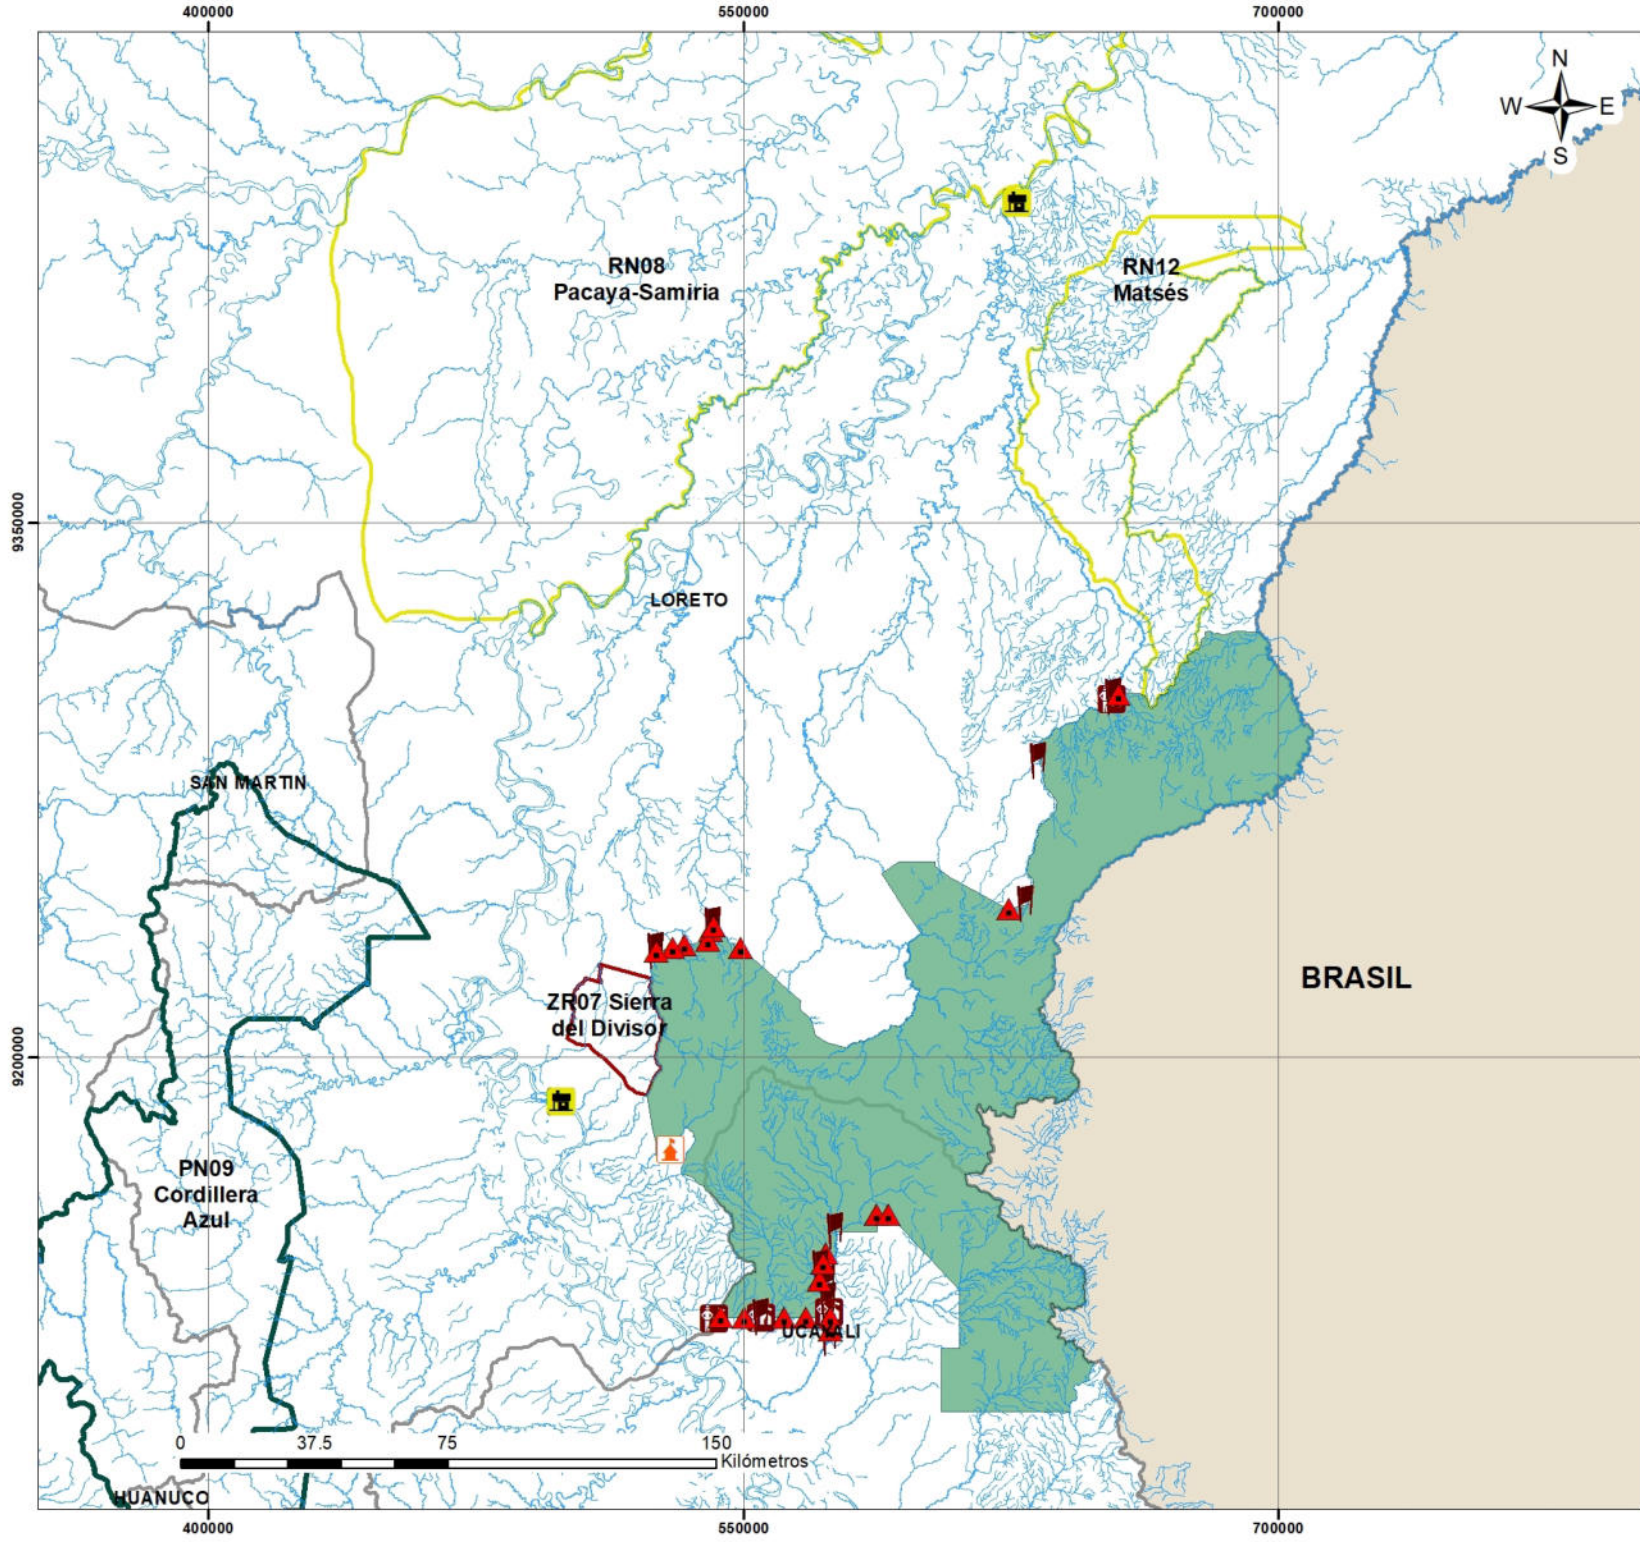 400000
550000
700000
N
W
E
S
RN08
Pacaya-Samiria
RN12
Matsés
9350000
LORETO
SAN MARTIN
BRASIL
ZR07 Sierra
del Divisor
9200000
PN09
Cordillera
Azul
UCAYALI
0
37.5
75
150
Kilómetros
HUANUCO
400000
550000
700000